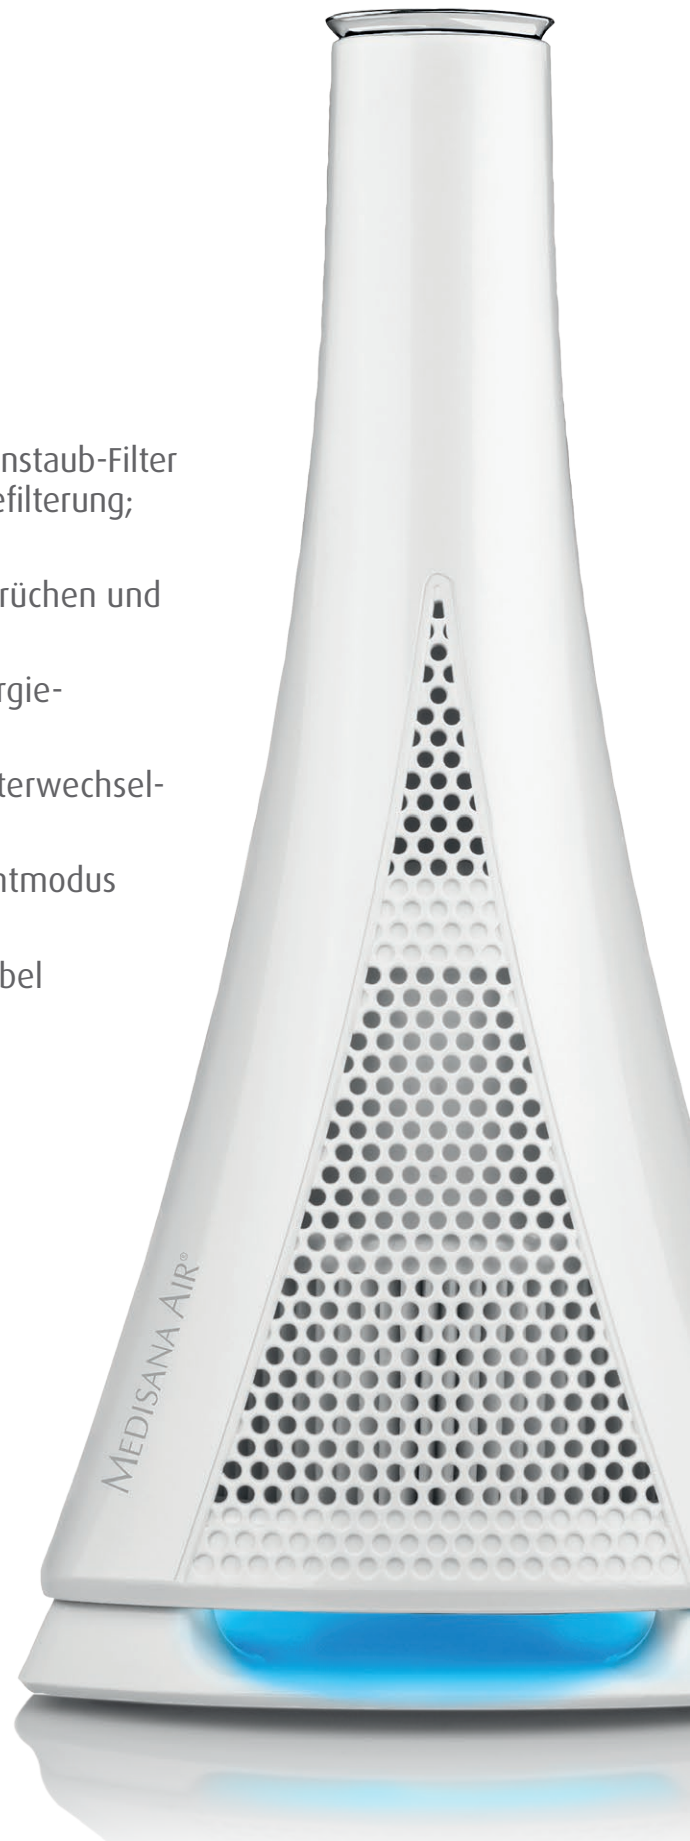 nstaub-Filter
efilterung;
rüchen und
rgie-
terwechsel-
ntmodus
bel
MEDISANA AIR®